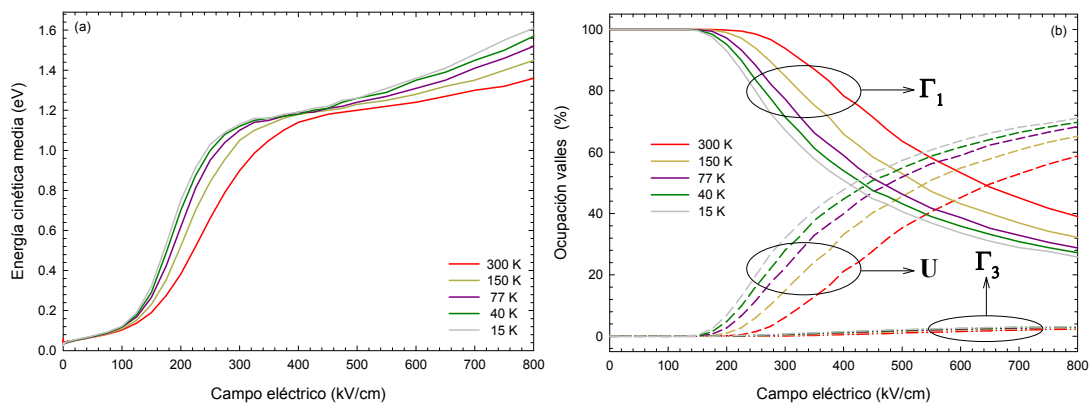 (a)
Energía cinética media (eV)
1.6
1.4
1.2
1.0
0.8
0.6
0.4
0.2
0.0
300 K
150 K
77 K
40 K
15 K
0 100 200 300 400 500 600 700 800
Campo eléctrico (kV/cm)
(b)
Ocupación valles (%)
100
80
60
40
20
0
Γ1
300 K
150 K
77 K
40 K
15 K
U
Γ3
0 100 200 300 400 500 600 700 800
Campo eléctrico (kV/cm)